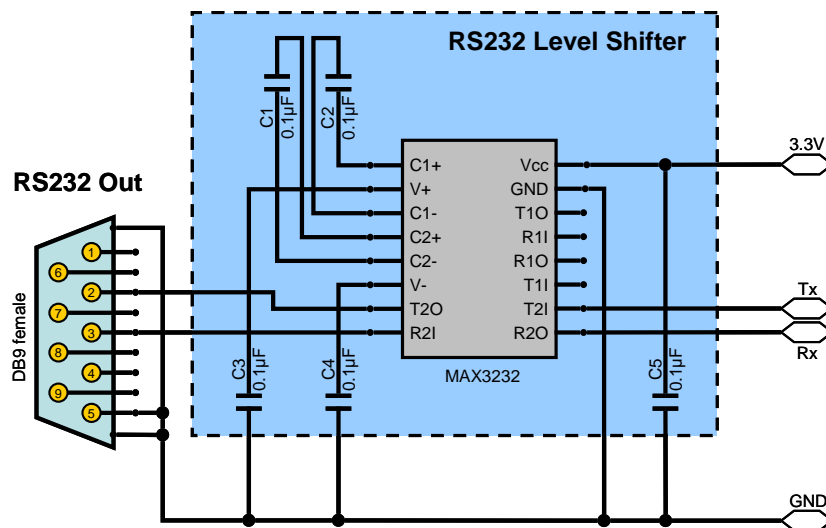 RS232 Level Shifter
C1
0.1µF
C2
0.1µF
3.3V
RS232 Out
C1+
V+
C1-
C2+
C2-
V-
T2O
R2I
Vcc
GND
T1O
R1I
R1O
T1I
T2I
R2O
MAX3232
DB9 female
1
6
2
7
3
8
4
9
5
Tx
Rx
C3
0.1µF
C4
0.1µF
C5
0.1µF
GND